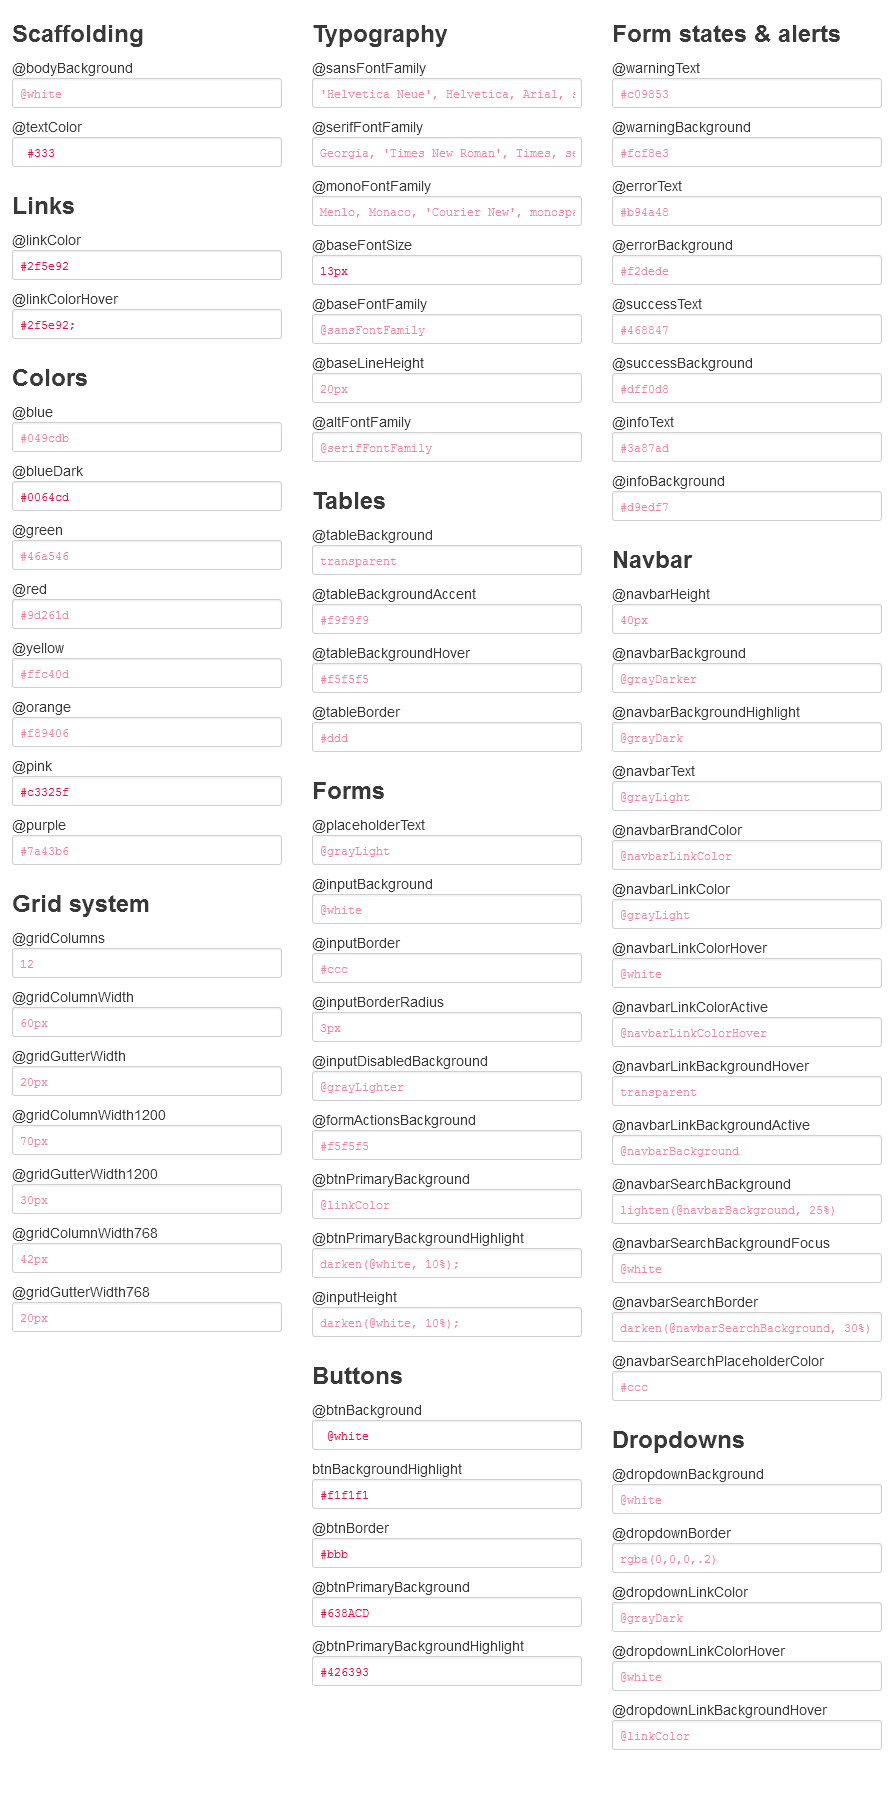 Scaffolding
@bodyBackground
@white
@textColor
#333
Links
@linkColor
#2f5e92
@linkColorHover
#2f5e92;
Colors
@blue
#049cdb
@blueDark
#0064cd
@green
#46a546
@red
#9d261d
@yellow
#ffc40d
@orange
#f89406
@pink
#c3325f
@purple
#7a43b6
Grid system
@gridColumns
12
@gridColumnWidth
60px
@gridGutterWidth
20px
@gridColumnWidth1200
70px
@gridGutterWidth1200
30px
@gridColumnWidth768
42px
@gridGutterWidth768
20px
Typography
@sansFontFamily
'Helvetica Neue', Helvetica, Arial, s
@serifFontFamily
Georgia, 'Times New Roman', Times, se
@monoFontFamily
Menlo, Monaco, 'Courier New', monospa
@baseFontSize
13px
@baseFontFamily
@sansFontFamily
@baseLineHeight
20px
@altFontFamily
@serifFontFamily
Tables
@tableBackground
transparent
@tableBackgroundAccent
#f9f9f9
@tableBackgroundHover
#f5f5f5
@tableBorder
#ddd
Forms
@placeholderText
@grayLight
@inputBackground
@white
@inputBorder
#ccc
@inputBorderRadius
3px
@inputDisabledBackground
@grayLighter
@formActionsBackground
#f5f5f5
@btnPrimaryBackground
@linkColor
@btnPrimaryBackgroundHighlight
darken(@white, 10%);
@inputHeight
darken(@white, 10%);
Buttons
@btnBackground
@white
btnBackgroundHighlight
#f1f1f1
@btnBorder
#bbb
@btnPrimaryBackground
#638ACD
@btnPrimaryBackgroundHighlight
#426393
Form states & alerts
@warningText
#c09853
@warningBackground
#fcf8e3
@errorText
#b94a48
@errorBackground
#f2dede
@successText
#468847
@successBackground
#dff0d8
@infoText
#3a87ad
@infoBackground
#d9edf7
Navbar
@navbarHeight
40px
@navbarBackground
@grayDarker
@navbarBackgroundHighlight
@grayDark
@navbarText
@grayLight
@navbarBrandColor
@navbarLinkColor
@navbarLinkColor
@grayLight
@navbarLinkColorHover
@white
@navbarLinkColorActive
@navbarLinkColorHover
@navbarLinkBackgroundHover
transparent
@navbarLinkBackgroundActive
@navbarBackground
@navbarSearchBackground
lighten(@navbarBackground, 25%)
@navbarSearchBackgroundFocus
@white
@navbarSearchBorder
darken(@navbarSearchBackground, 30%)
@navbarSearchPlaceholderColor
#ccc
Dropdowns
@dropdownBackground
@white
@dropdownBorder
rgba(0,0,0,.2)
@dropdownLinkColor
@grayDark
@dropdownLinkColorHover
@white
@dropdownLinkBackgroundHover
@linkColor